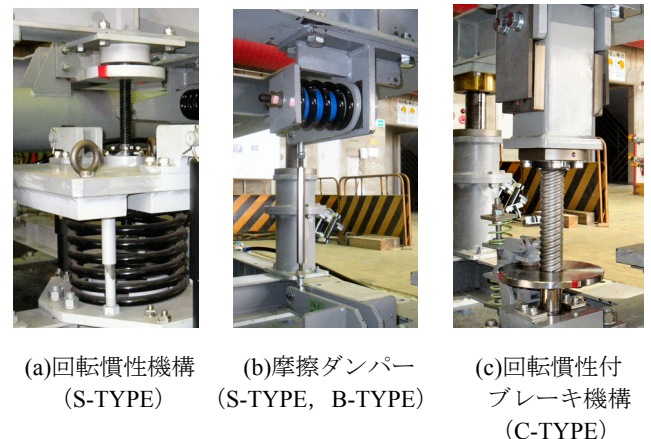 (a)回転慣性機構
(S-TYPE)
(b)摩擦ダンパー
(S-TYPE, B-TYPE)
(c)回転慣性付
ブレーキ機構
(C-TYPE)